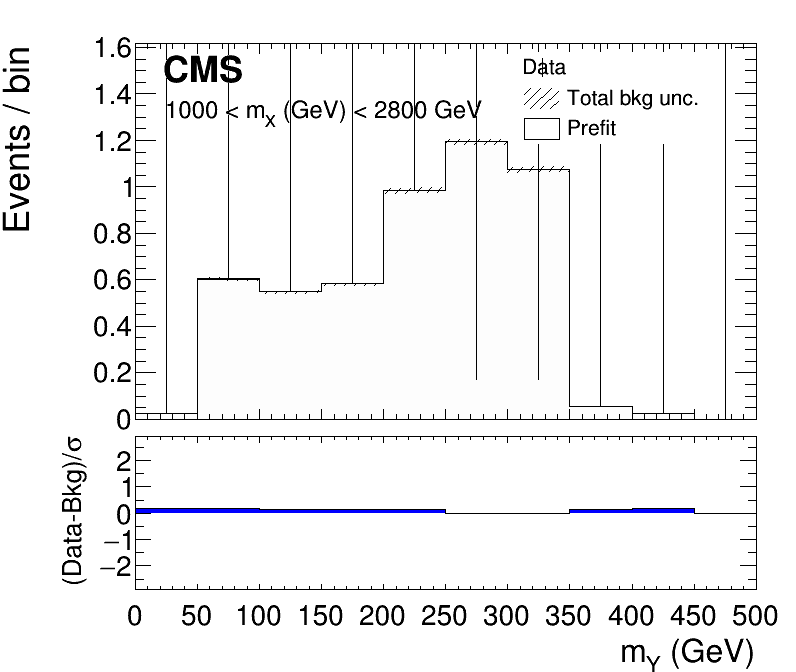 CMS
1000 < mX (GeV) < 2800 GeV
Data
Total bkg unc.
Prefit
Events / bin
1.6
1.4
1.2
1
0.8
0.6
0.4
0.2
0
(Data-Bkg)/σ
2
1
0
−1
−2
0 50 100 150 200 250 300 350 400 450 500
mY (GeV)